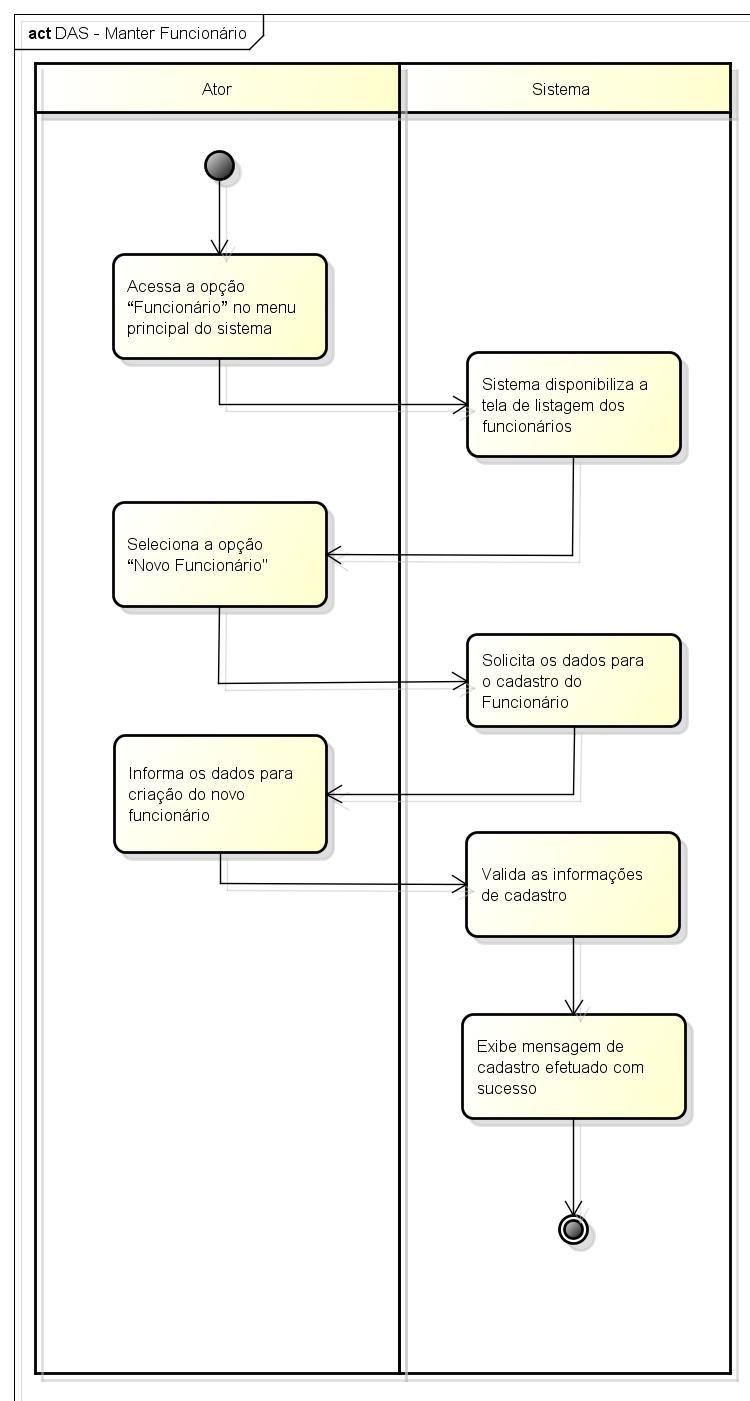 act DAS - Manter Funcionário
Ator
Sistema
Acessa a opção
“Funcionário” no menu
principal do sistema
Sistema disponibiliza a
tela de listagem dos
funcionários
Seleciona a opção
“Novo Funcionário"
Solicita os dados para
o cadastro do
Funcionário
Informa os dados para
criação do novo
funcionário
Valida as informações
de cadastro
Exibe mensagem de
cadastro efetuado com
sucesso